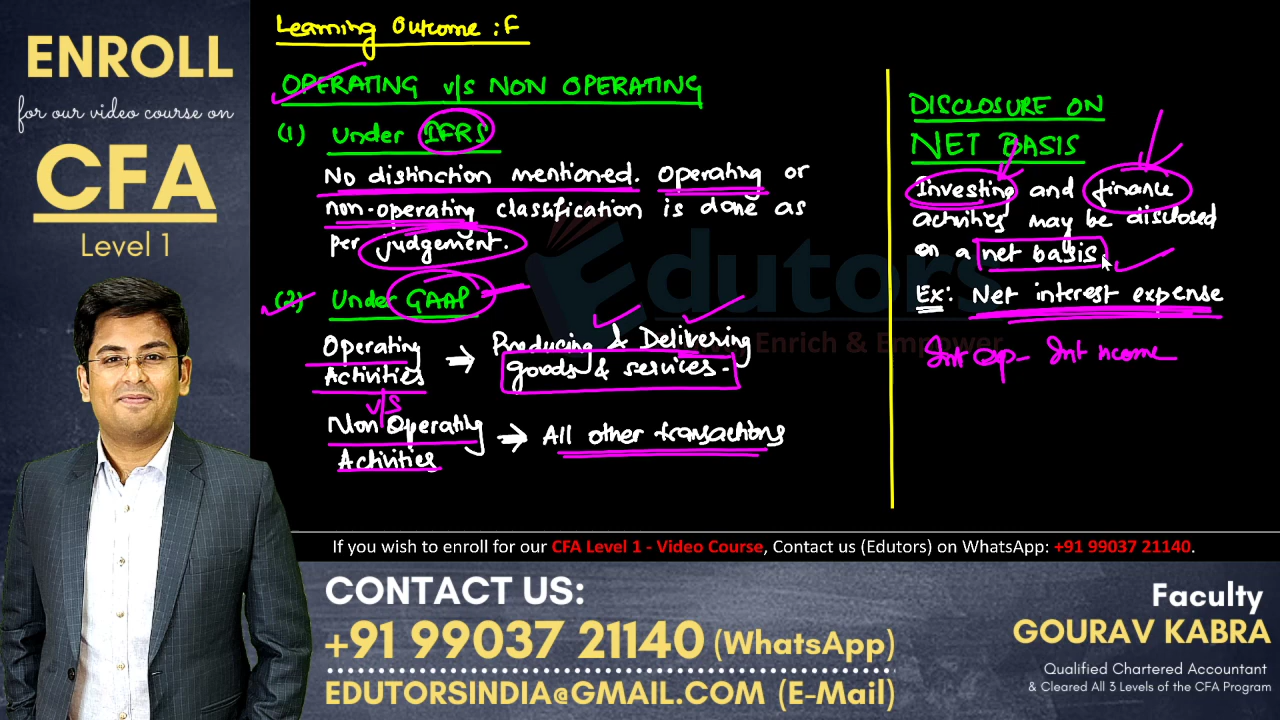 ENROLL
for our video course on
CFA
Level 1
Learning Outcome : F
OPERATING v/s NON OPERATING
(1) Under IFRS
No distinction mentioned. Operating or
non-operating classification is done as
per judgement.
(2) Under GAAP
Operating Activities → Producing & Delivering goods & services.
v/s
Non Operating Activities → All other transactions
DISCLOSURE ON
NET BASIS
Investing and finance
activities may be disclosed
on a net basis.
Ex: Net interest expense
Int exp - Int income
Edutors
Enrich & Empower
If you wish to enroll for our CFA Level 1 - Video Course, Contact us (Edutors) on WhatsApp: +91 99037 21140.
CONTACT US:
+91 99037 21140 (WhatsApp)
EDUTORSINDIA@GMAIL.COM (E-Mail)
Faculty
GOURAV KABRA
Qualified Chartered Accountant
& Cleared All 3 Levels of the CFA Program